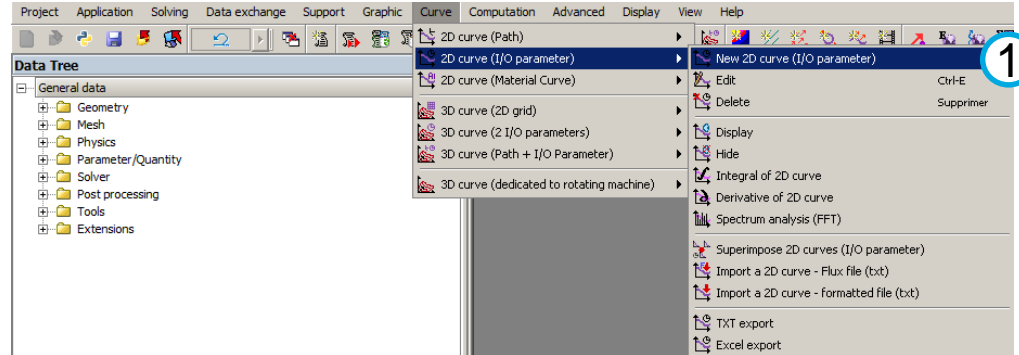 Project Application Solving Data exchange Support Graphic Curve Computation Advanced Display View Help
Data Tree
General data
Geometry
Mesh
Physics
Parameter/Quantity
Solver
Post processing
Tools
Extensions
2D curve (Path)
2D curve (I/O parameter)
2D curve (Material Curve)
3D curve (2D grid)
3D curve (2 I/O parameters)
3D curve (Path + I/O Parameter)
3D curve (dedicated to rotating machine)
New 2D curve (I/O parameter)
1
Edit Ctrl-E
Delete Supprimer
Display
Hide
Integral of 2D curve
Derivative of 2D curve
Spectrum analysis (FFT)
Superimpose 2D curves (I/O parameter)
Import a 2D curve - Flux file (txt)
Import a 2D curve - formatted file (txt)
TXT export
Excel export